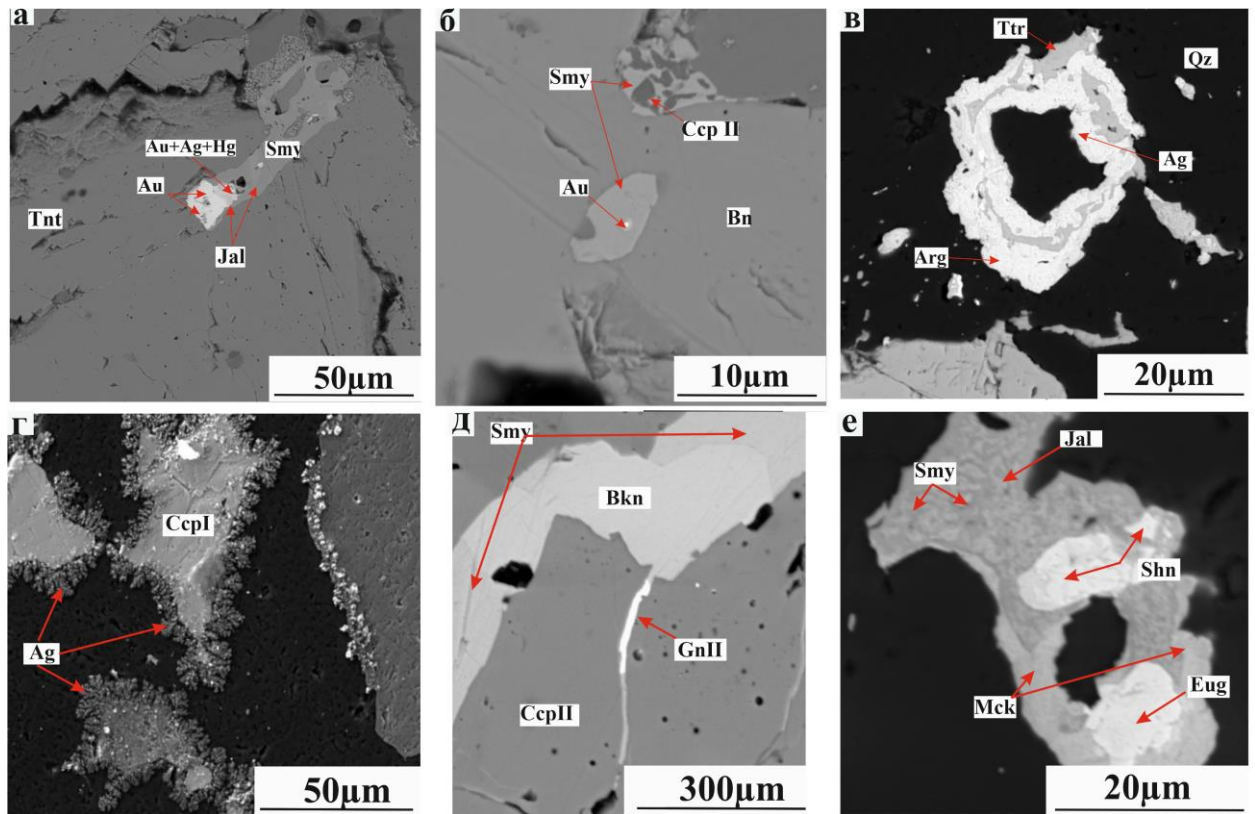 а
Au+Ag+Hg
Smy
Au
Tnt
Jal
50µm
б
Smy
Ccp II
Au
Bn
10µm
в
Ttr
Qz
Ag
Arg
20µm
г
CcpI
Ag
50µm
д
Smy
Bkn
GnII
CcpII
300µm
е
Jal
Smy
Shn
Eug
Mck
20µm